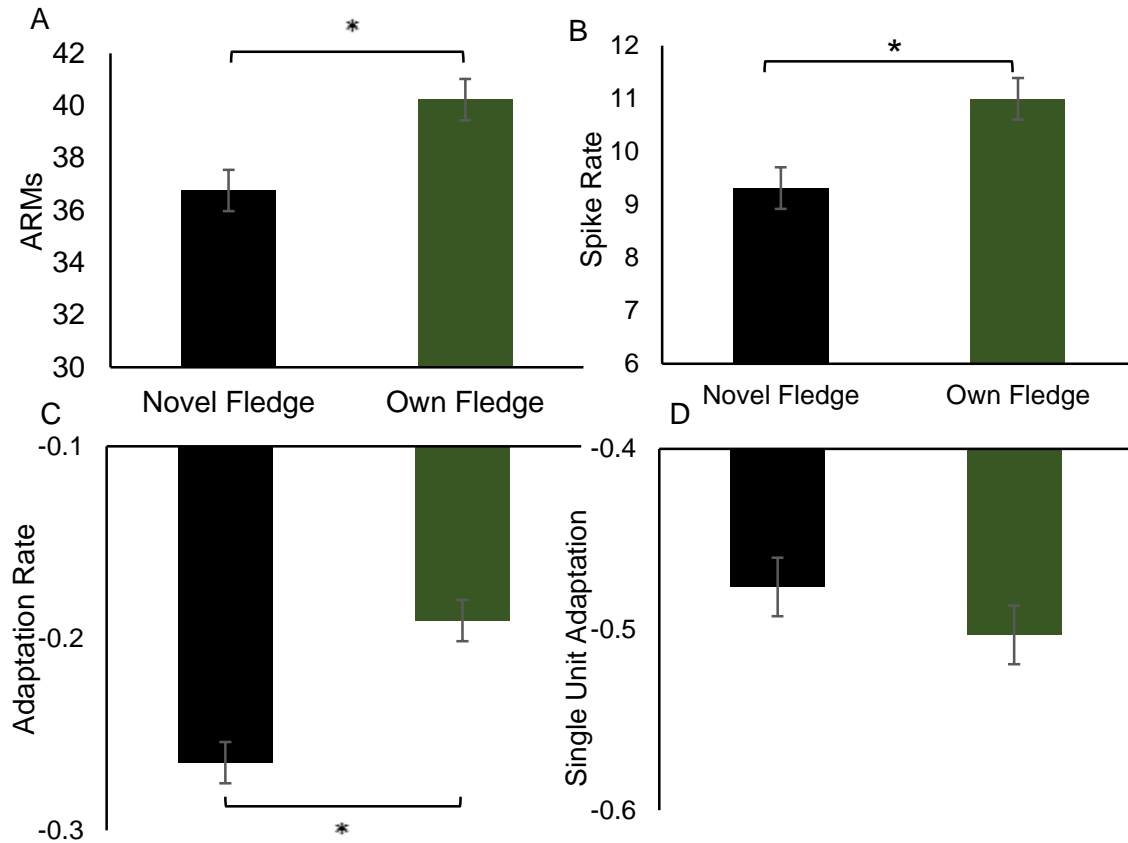 A
*
42
40
38
36
34
32
30
ARMs
Novel Fledge
Own Fledge
B
*
12
11
10
9
8
7
6
Spike Rate
Novel Fledge
Own Fledge
C
-0.1
-0.2
-0.3
Adaptation Rate
*
D
-0.4
-0.5
-0.6
Single Unit Adaptation